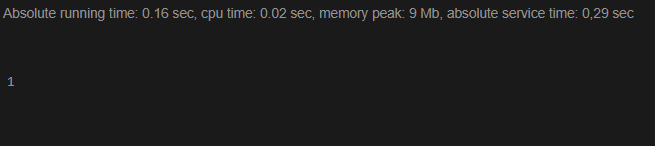 Absolute running time: 0.16 sec, cpu time: 0.02 sec, memory peak: 9 Mb, absolute service time: 0,29 sec
1